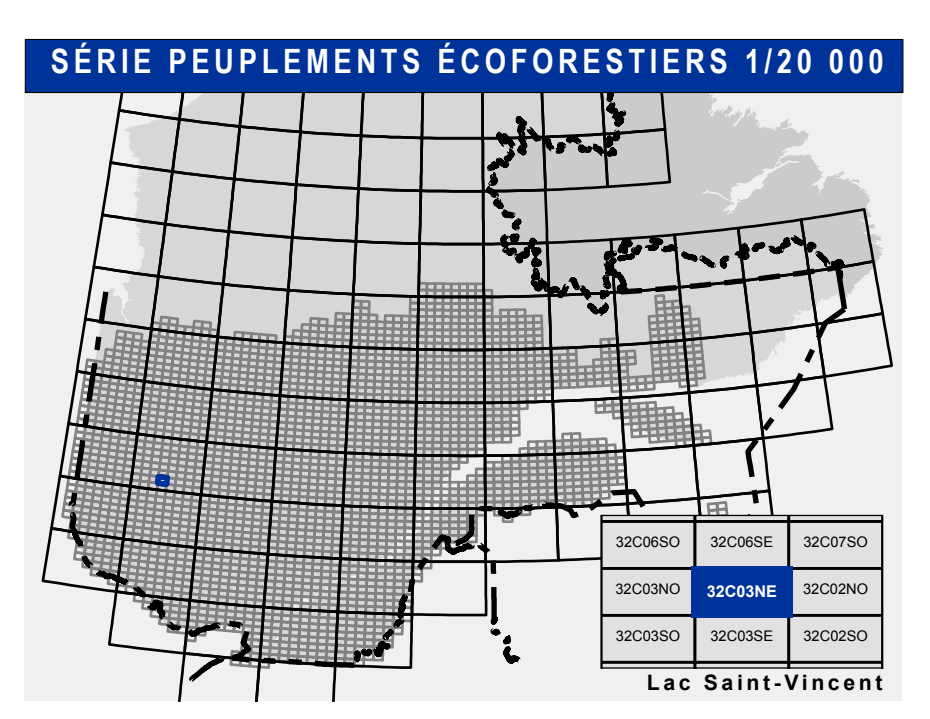 SÉRIE PEUPLEMENTS ÉCOFORESTIERS 1/20 000
32C06SO 32C06SE 32C07SO
32C03NO 32C03NE 32C02NO
32C03SO 32C03SE 32C02SO
Lac Saint-Vincent